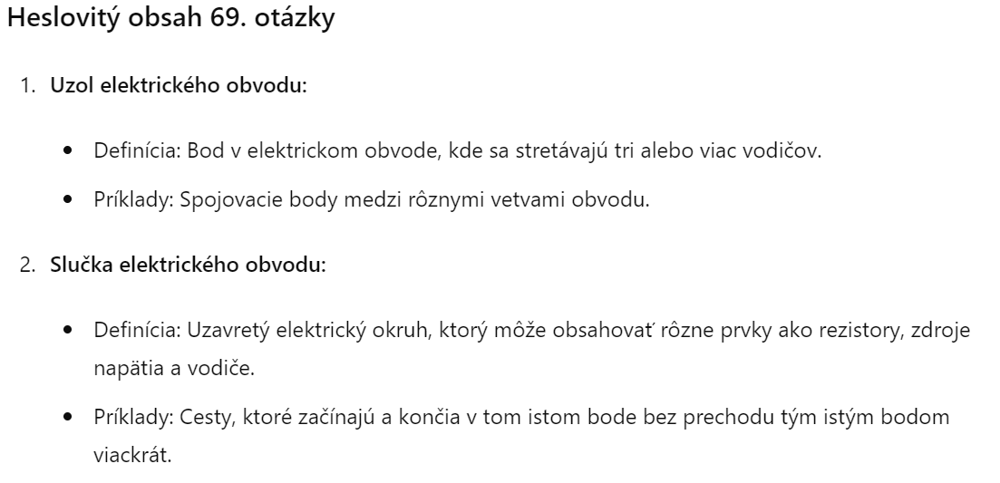 Heslovitý obsah 69. otázky
1. Uzol elektrického obvodu:
• Definícia: Bod v elektrickom obvode, kde sa stretávajú tri alebo viac vodičov.
• Príklady: Spojovacie body medzi rôznymi vetvami obvodu.
2. Slučka elektrického obvodu:
• Definícia: Uzavretý elektrický okruh, ktorý môže obsahovať rôzne prvky ako rezistory, zdroje
napätia a vodiče.
• Príklady: Cesty, ktoré začínajú a končia v tom istom bode bez prechodu tým istým bodom
viackrát.